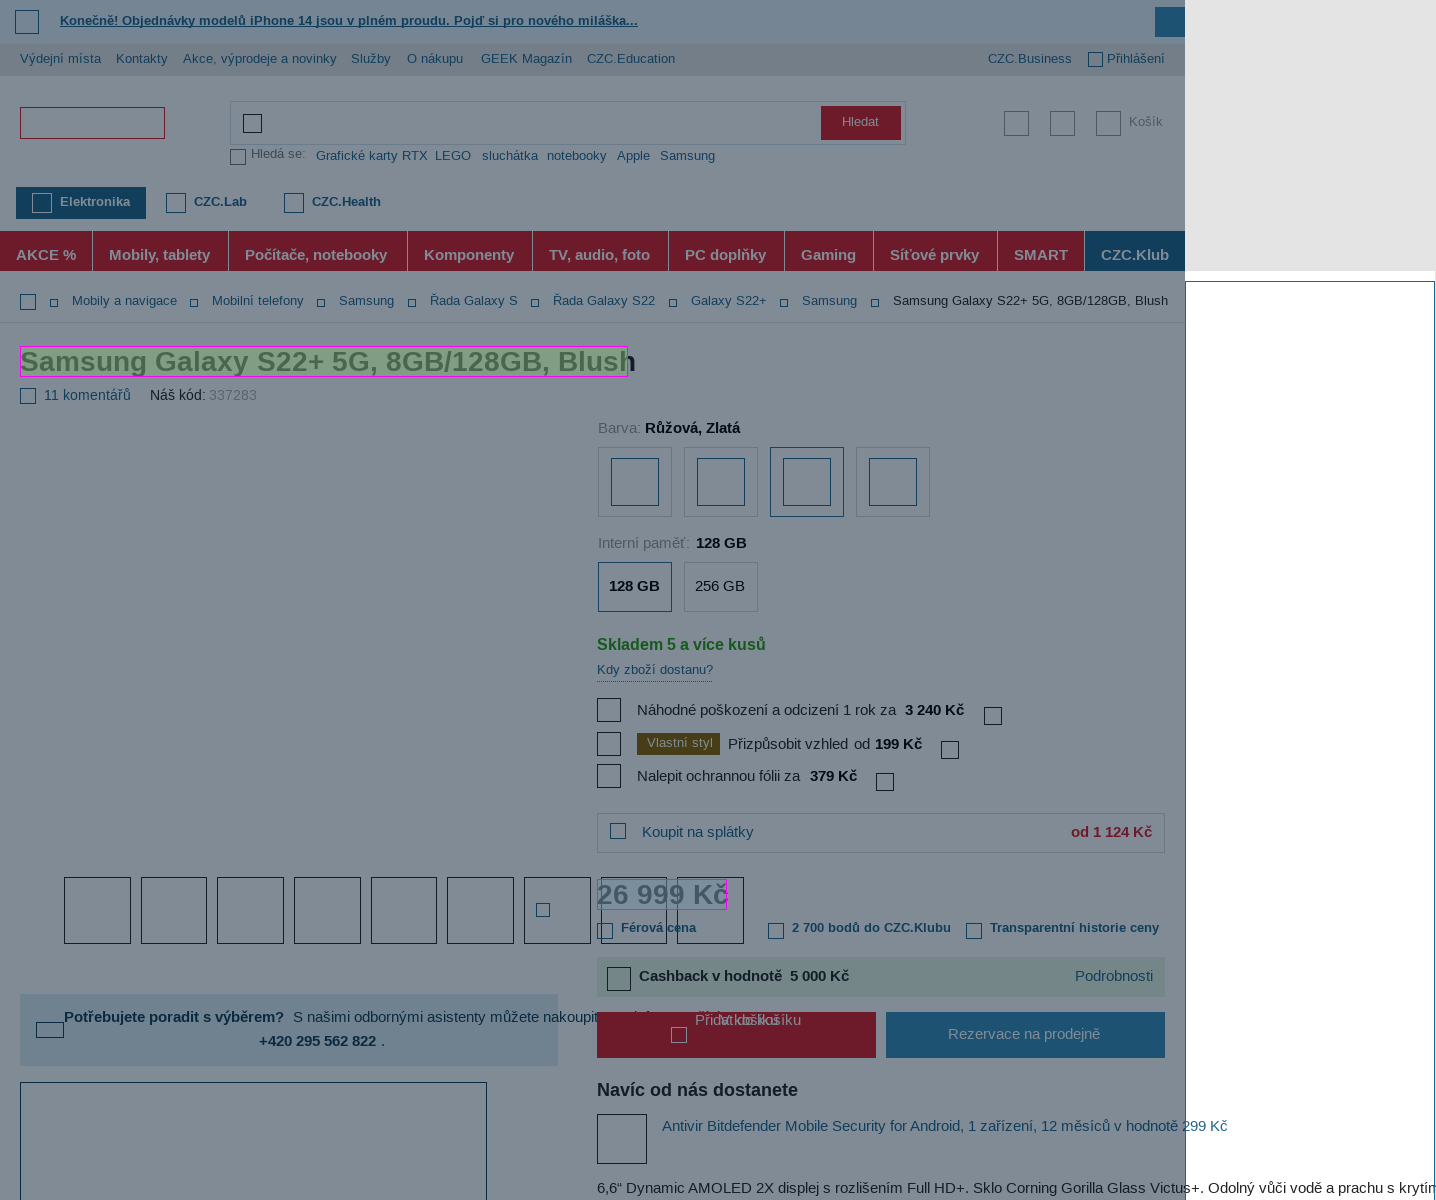 Konečně! Objednávky modelů iPhone 14 jsou v plném proudu. Pojď si pro nového miláška...
Výdejní místa Kontakty Akce, výprodeje a novinky Služby O nákupu GEEK Magazín CZC.Education CZC.Business Přihlášení
Hledat
Košík
Hledá se: Grafické karty RTX LEGO sluchátka notebooky Apple Samsung
Elektronika CZC.Lab CZC.Health
AKCE % Mobily, tablety Počítače, notebooky Komponenty TV, audio, foto PC doplňky Gaming Síťové prvky SMART CZC.Klub
Mobily a navigace Mobilní telefony Samsung Řada Galaxy S Řada Galaxy S22 Galaxy S22+ Samsung Samsung Galaxy S22+ 5G, 8GB/128GB, Blush
Samsung Galaxy S22+ 5G, 8GB/128GB, Blush
11 komentářů Náš kód: 337283
Barva: Růžová, Zlatá
Interní paměť: 128 GB
128 GB 256 GB
Skladem 5 a více kusů
Kdy zboží dostanu?
Náhodné poškození a odcizení 1 rok za 3 240 Kč
Vlastní styl Přizpůsobit vzhled od 199 Kč
Nalepit ochrannou fólii za 379 Kč
Koupit na splátky od 1 124 Kč
26 999 Kč
Férová cena 2 700 bodů do CZC.Klubu Transparentní historie ceny
Cashback v hodnotě 5 000 Kč Podrobnosti
Potřebujete poradit s výběrem? S našimi odbornými asistenty můžete nakoupit
+420 295 562 822 .
Přidat do košíku
V košíku
Rezervace na prodejně
Navíc od nás dostanete
Antivir Bitdefender Mobile Security for Android, 1 zařízení, 12 měsíců v hodnotě 299 Kč
6,6“ Dynamic AMOLED 2X displej s rozlišením Full HD+. Sklo Corning Gorilla Glass Victus+. Odolný vůči vodě a prachu s krytím